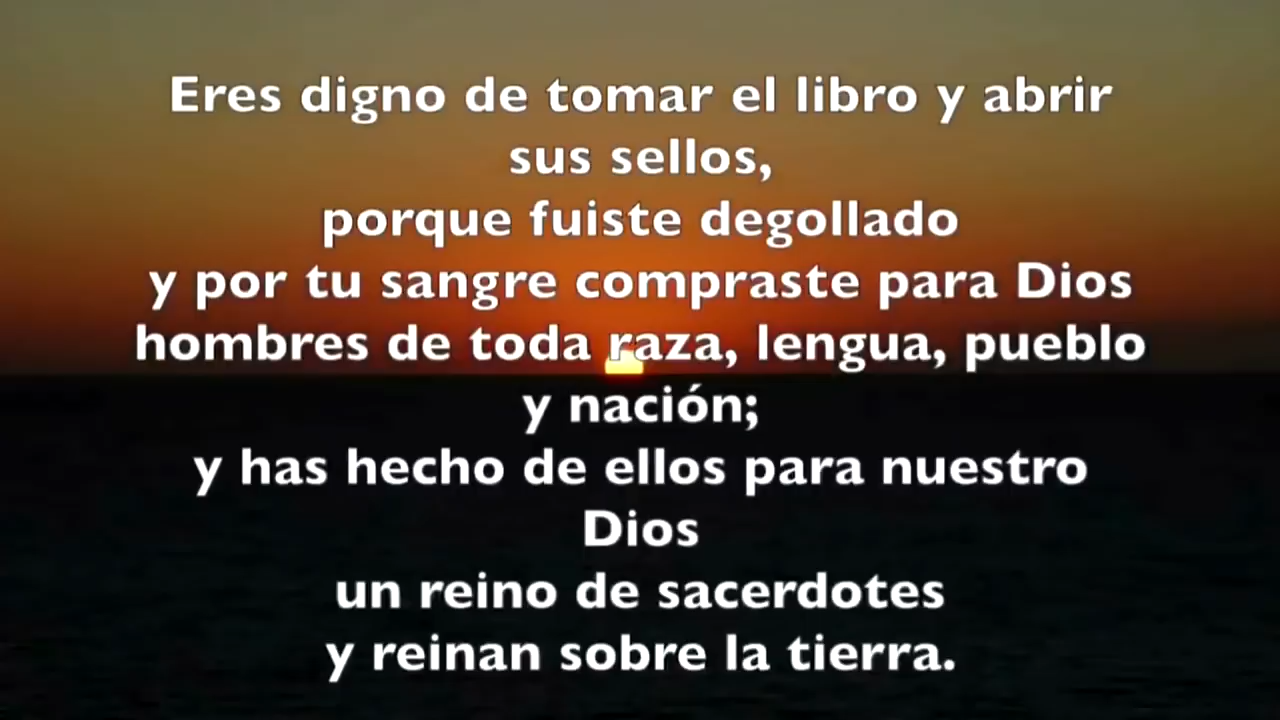 Eres digno de tomar el libro y abrir
sus sellos,
porque fuiste degollado
y por tu sangre compraste para Dios
hombres de toda raza, lengua, pueblo
y nación;
y has hecho de ellos para nuestro
Dios
un reino de sacerdotes
y reinan sobre la tierra.